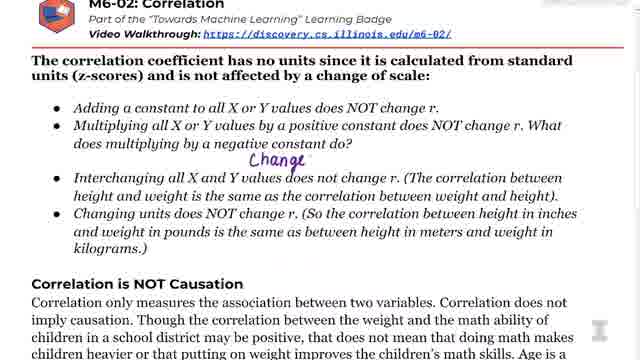 M6-02: Correlation
Part of the “Towards Machine Learning” Learning Badge
Video Walkthrough: https://discovery.cs.illinois.edu/m6-02/
The correlation coefficient has no units since it is calculated from standard
units (z-scores) and is not affected by a change of scale:
● Adding a constant to all X or Y values does NOT change r.
● Multiplying all X or Y values by a positive constant does NOT change r. What
does multiplying by a negative constant do?
Change
● Interchanging all X and Y values does not change r. (The correlation between
height and weight is the same as the correlation between weight and height).
● Changing units does NOT change r. (So the correlation between height in inches
and weight in pounds is the same as between height in meters and weight in
kilograms.)
Correlation is NOT Causation
Correlation only measures the association between two variables. Correlation does not
imply causation. Though the correlation between the weight and the math ability of
children in a school district may be positive, that does not mean that doing math makes
children heavier or that putting on weight improves the children's math skills. Age is a